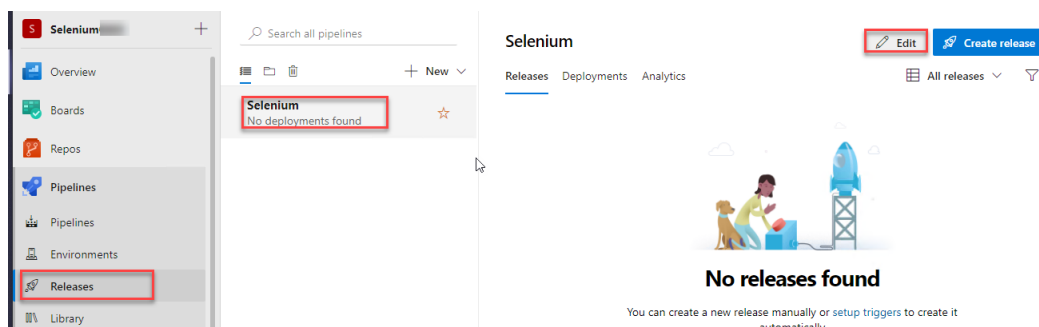 S Selenium
Overview
Boards
Repos
Pipelines
Pipelines
Environments
Releases
Library
Search all pipelines
New
Selenium
No deployments found
Selenium
Edit
Create release
Releases Deployments Analytics
All releases
No releases found
You can create a new release manually or setup triggers to create it
automatically.